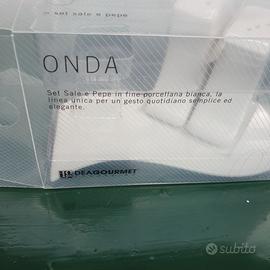 set sale e pepe
ONDA
Set Sale e Pepe in fine porcellana bianca, la
linea unica per un gesto quotidiano semplice ed
elegante.
DEAGOURMET
subito